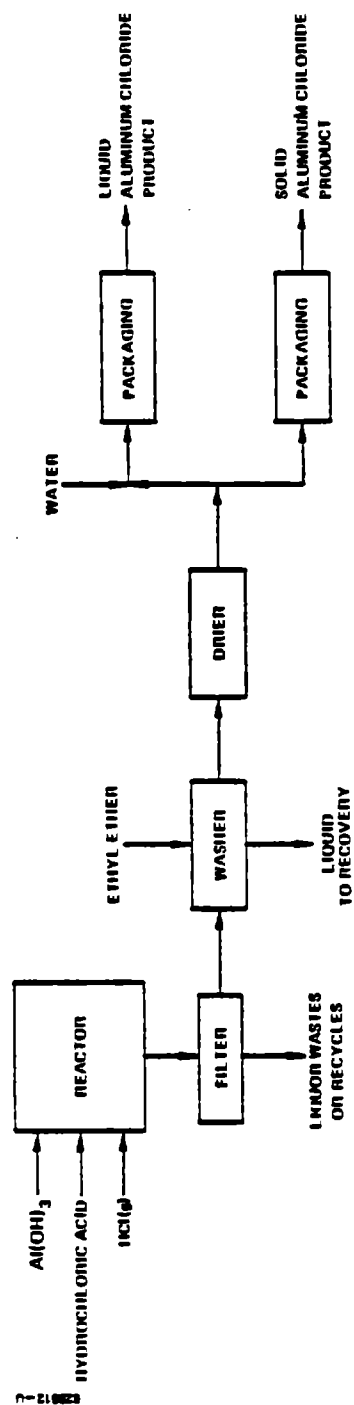 Al(OH)3
HYDROCHLORIC ACID
HCl(g)
REACTOR
FILTER
LIQUOR WASTES
OR RECYCLES
ETHYL ETHER
WASHER
LIQUID
TO RECOVERY
DRIER
WATER
PACKAGING
LIQUID
ALUMINUM CHLORIDE
PRODUCT
PACKAGING
SOLID
ALUMINUM CHLORIDE
PRODUCT